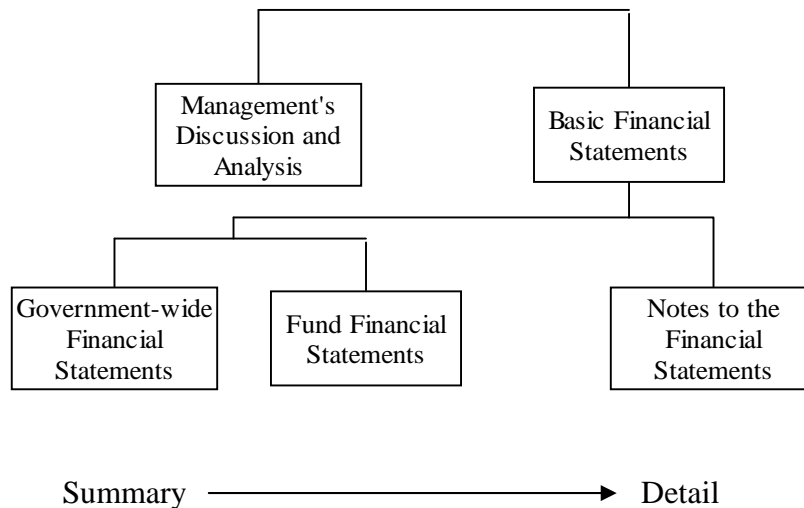 Management's
Discussion and
Analysis
Basic Financial
Statements
Government-wide
Financial
Statements
Fund Financial
Statements
Notes to the
Financial
Statements
Summary
Detail